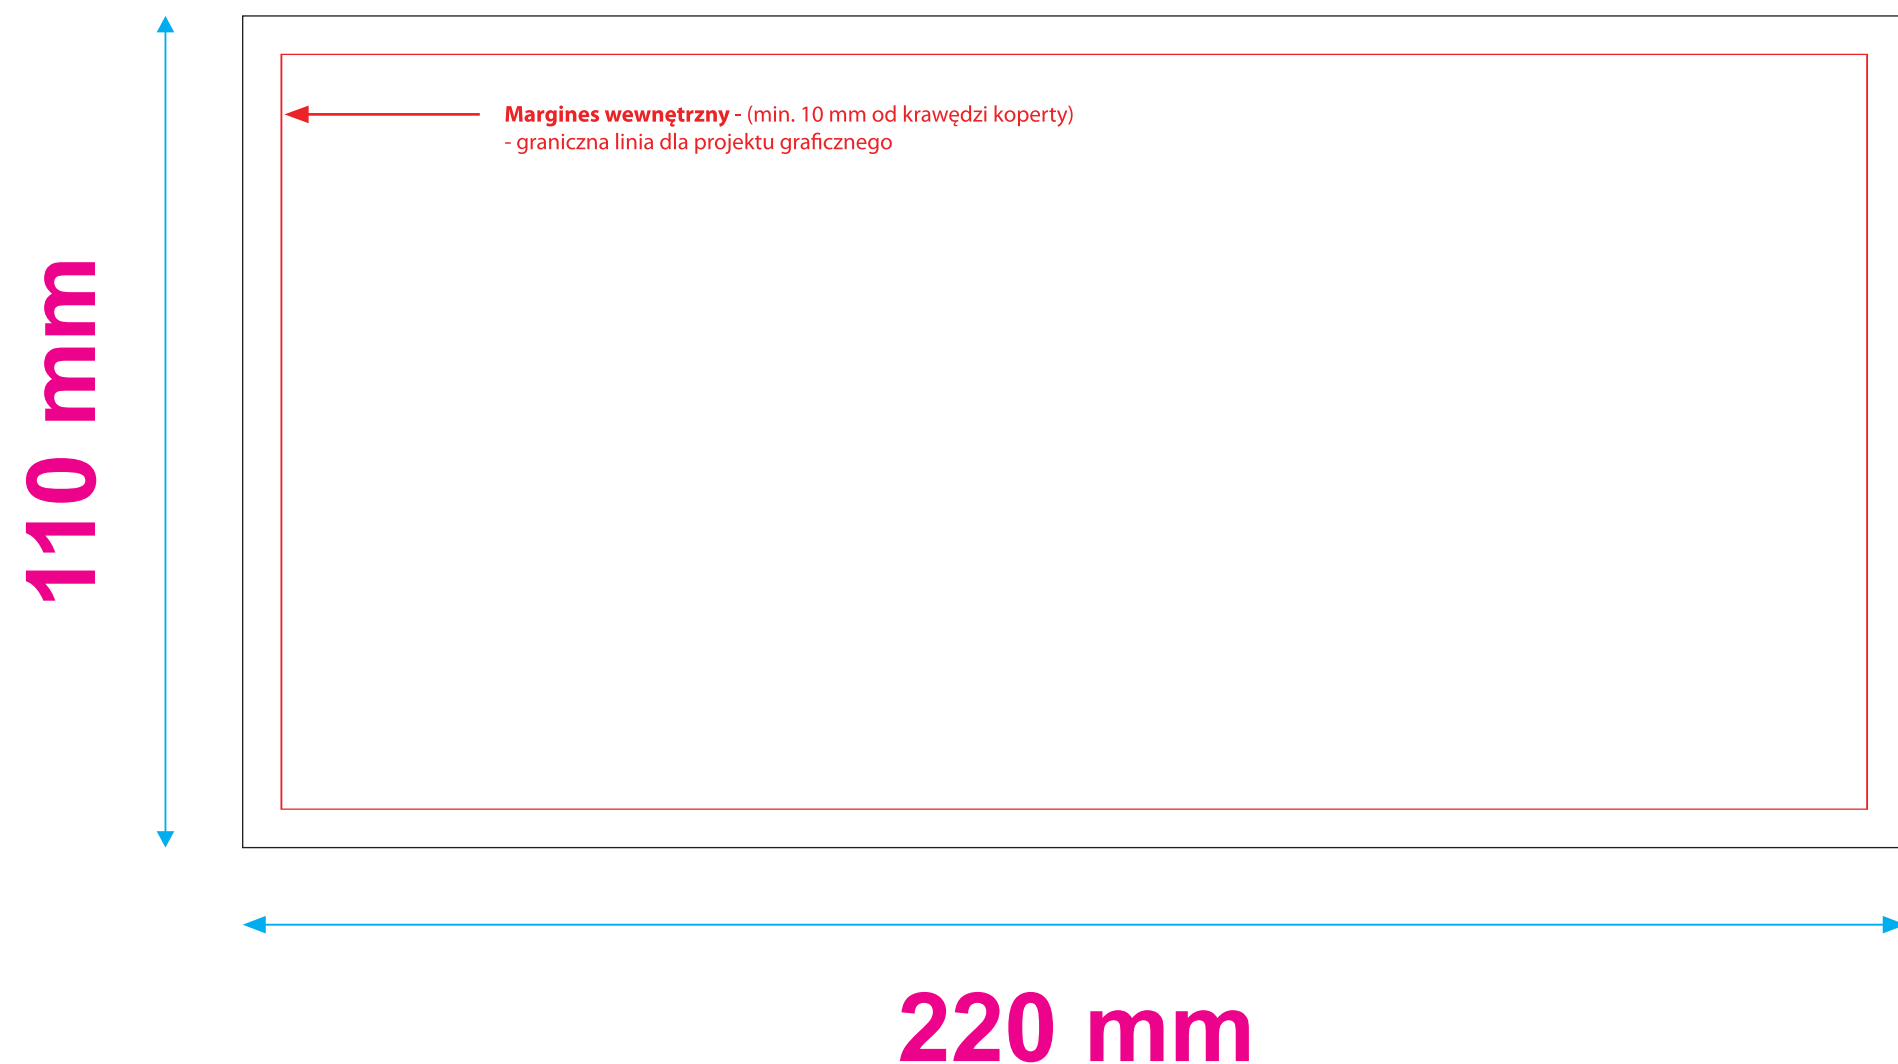 Margines wewnętrzny - (min. 10 mm od krawędzi koperty)
- graniczna linia dla projektu graficznego
110 mm
220 mm